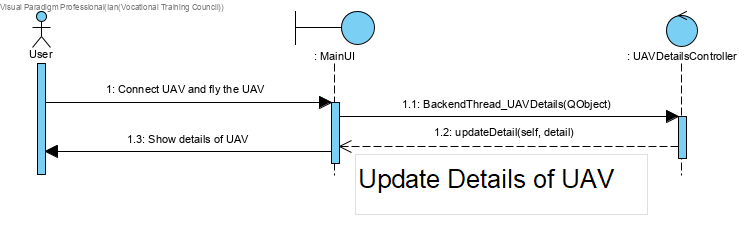 Visual Paradigm Professional(Ian(Vocational Training Council))
User
: MainUI
: UAVDetailsController
1: Connect UAV and fly the UAV
1.1: BackendThread_UAVDetails(QObject)
1.2: updateDetail(self, detail)
1.3: Show details of UAV
Update Details of UAV